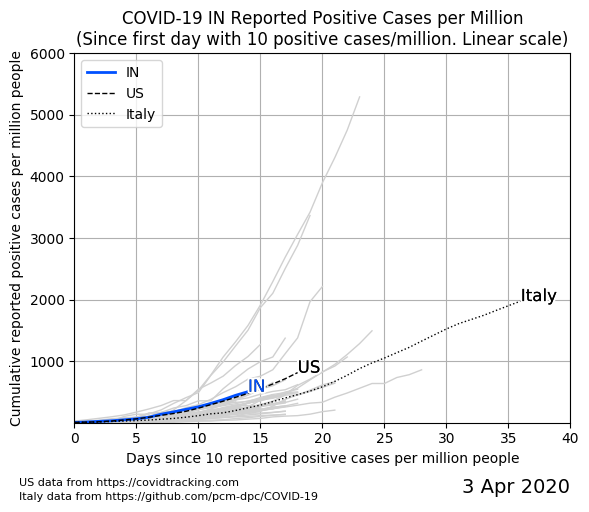 COVID-19 IN Reported Positive Cases per Million
(Since first day with 10 positive cases/million. Linear scale)
Cumulative reported positive cases per million people
6000
5000
4000
3000
2000
1000
IN
US
Italy
Italy
US
IN
0
5
10
15
20
25
30
35
40
Days since 10 reported positive cases per million people
US data from https://covidtracking.com
Italy data from https://github.com/pcm-dpc/COVID-19
3 Apr 2020